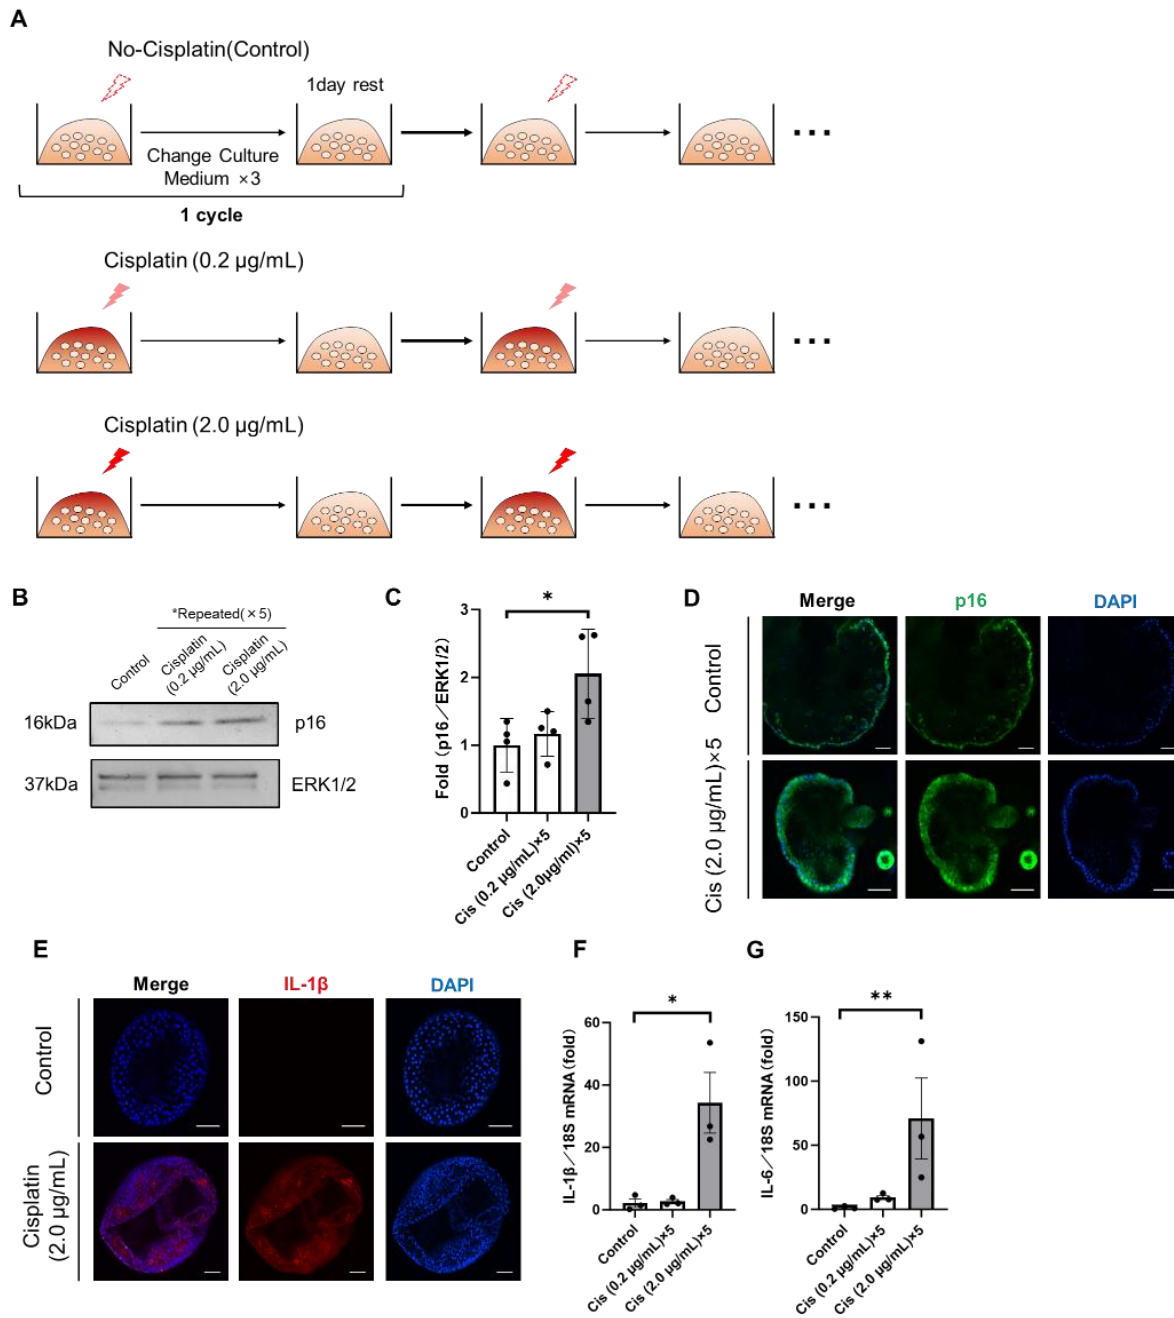 A
No-Cisplatin(Control)
1day rest
Change Culture
Medium ×3
1 cycle
Cisplatin (0.2 µg/mL)
Cisplatin (2.0 µg/mL)
B
*Repeated(×5)
Control
Cisplatin
(0.2 µg/mL)
Cisplatin
(2.0 µg/mL)
16kDa
p16
37kDa
ERK1/2
C
*
Fold (p16/ERK1/2)
3
2
1
0
Control
Cis (0.2 µg/mL)×5
Cis (2.0µg/ml)×5
D
Merge
p16
DAPI
Control
Cis (2.0 µg/mL)×5
E
Merge
IL-1β
DAPI
Control
Cisplatin
(2.0 µg/mL)
F
*
IL-1β/18S mRNA(fold)
60
40
20
0
Control
Cis (0.2 µg/mL)×5
Cis (2.0 µg/mL)×5
G
**
IL-6/18S mRNA(fold)
150
100
50
0
Control
Cis (0.2 µg/mL)×5
Cis (2.0 µg/mL)×5